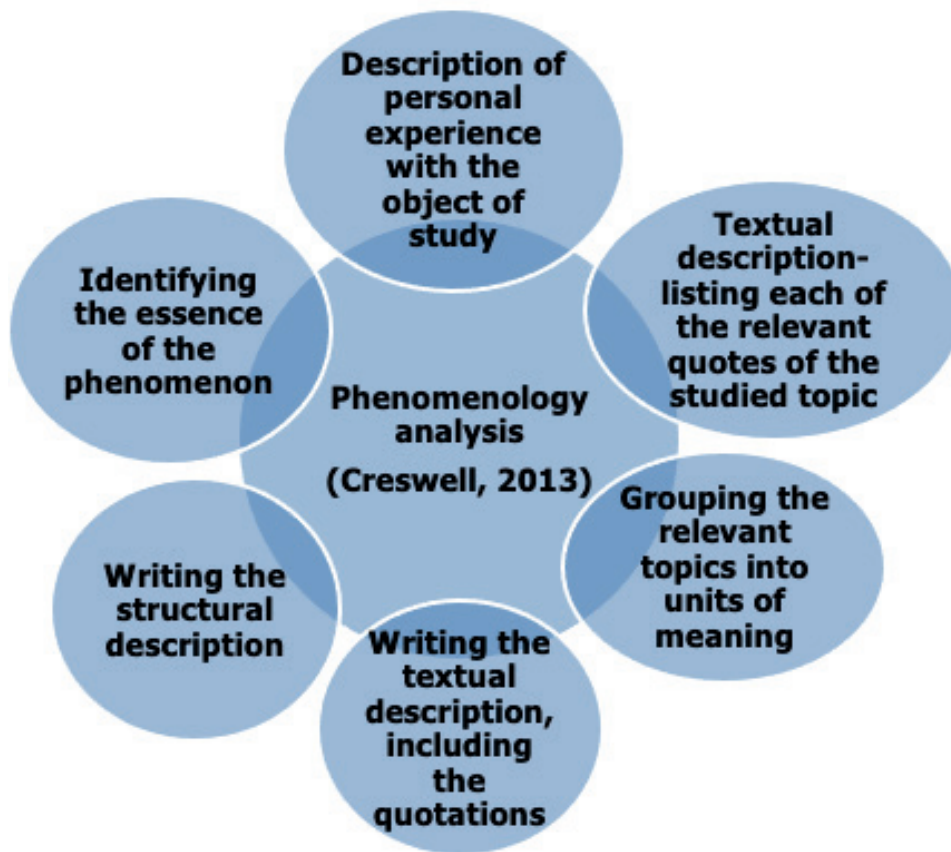 Description of
personal
experience
with the
object of
study
Textual
description-
listing each of
the relevant
quotes of the
studied topic
Grouping the
relevant
topics into
units of
meaning
Writing the
textual
description,
including
the
quotations
Writing the
structural
description
Identifying
the essence
of the
phenomenon
Phenomenology
analysis
(Creswell, 2013)